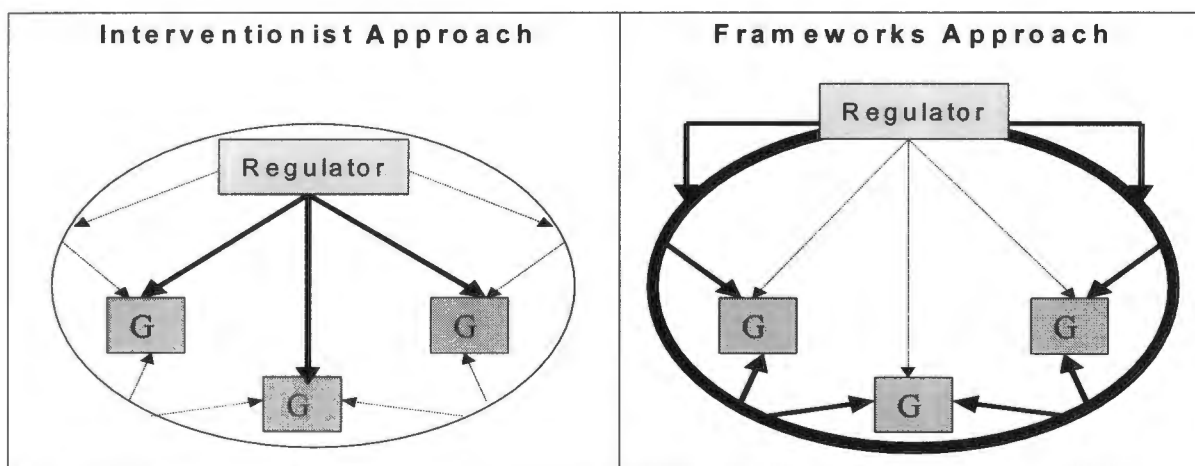 Interventionist Approach
Regulator
G
G
G
Frameworks Approach
Regulator
G
G
G